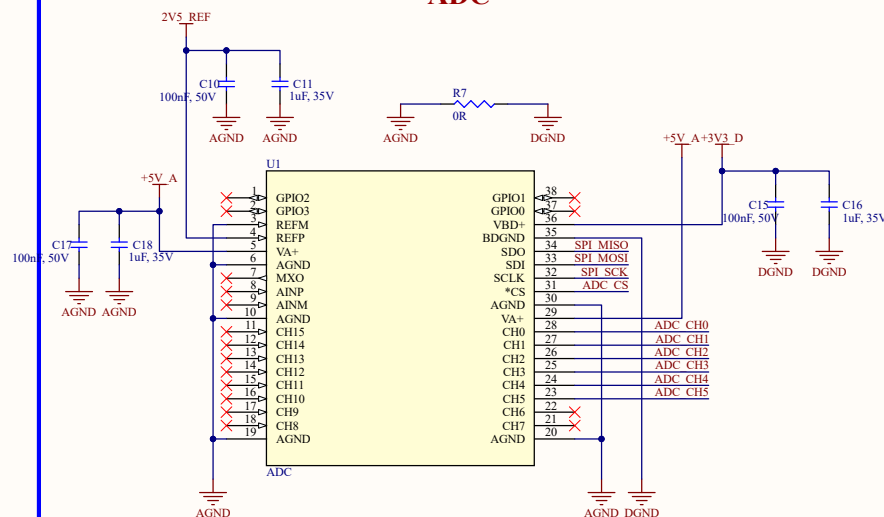 ADC
2V5_REF
C10
100nF, 50V
C11
1uF, 35V
AGND
AGND
R7
0R
AGND
DGND
+5V_A
+3V3_D
C15
100nF, 50V
C16
1uF, 35V
DGND
DGND
+5V_A
C17
100nF, 50V
C18
1uF, 35V
AGND
AGND
U1
1 GPIO2
2 GPIO3
3 REFM
4 REFP
5 VA+
6 AGND
7 MXO
8 AINP
9 AINM
10 AGND
11 CH15
12 CH14
13 CH13
14 CH12
15 CH11
16 CH10
17 CH9
18 CH8
19 AGND
GPIO1 38
GPIO0 37
VBD+ 36
BDGND 35
SDO 34 SPI_MISO
SDI 33 SPI_MOSI
SCLK 32 SPI_SCK
*CS 31 ADC_CS
AGND 30
VA+ 29
CH0 28 ADC_CH0
CH1 27 ADC_CH1
CH2 26 ADC_CH2
CH3 25 ADC_CH3
CH4 24 ADC_CH4
CH5 23 ADC_CH5
CH6 22
CH7 21
AGND 20
ADC
AGND
AGND
DGND